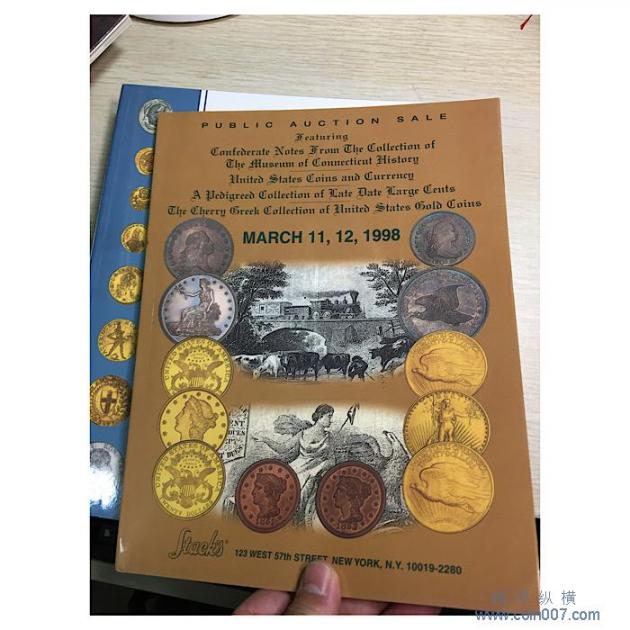 PUBLIC AUCTION SALE
Featuring
Confederate Notes From The Collection of
The Museum of Connecticut History
United States Coins and Currency
A Pedigreed Collection of Late Date Large Cents
The Cherry Creek Collection of United States Gold Coins
MARCH 11, 12, 1998
TWENTY DOLLARS
Stack's
123 WEST 57th STREET, NEW YORK, N.Y. 10019-2280
纵横
www.coin007.com